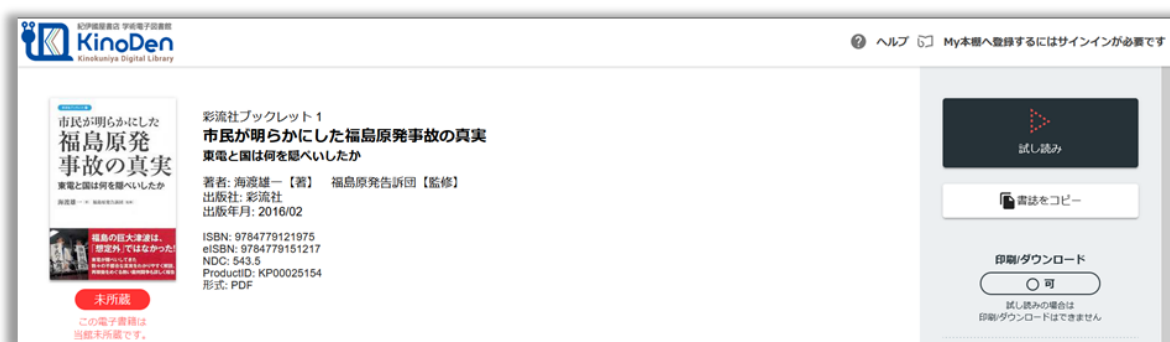 紀伊國屋書店 学術電子図書館
KinoDen
Kinokuniya Digital Library
ヘルプ
My本棚へ登録するにはサインインが必要です
市民が明らかにした
福島原発
事故の真実
東電と国は何を隠ぺいしたか
福島の巨大津波は、
「想定外」ではなかった!
未所蔵
この電子書籍は
当館未所蔵です。
彩流社ブックレット 1
市民が明らかにした福島原発事故の真実
東電と国は何を隠ぺいしたか
著者: 海渡雄一【著】 福島原発告訴団【監修】
出版社: 彩流社
出版年月: 2016/02
ISBN: 9784779121975
eISBN: 9784779151217
NDC: 543.5
ProductID: KP00025154
形式: PDF
試し読み
書誌をコピー
印刷/ダウンロード
可
試し読みの場合は
印刷/ダウンロードはできません